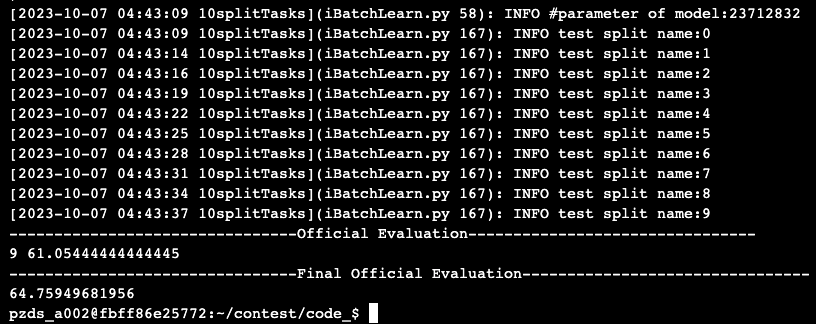 [2023-10-07 04:43:09 10splitTasks](iBatchLearn.py 58): INFO #parameter of model:23712832
[2023-10-07 04:43:09 10splitTasks](iBatchLearn.py 167): INFO test split name:0
[2023-10-07 04:43:14 10splitTasks](iBatchLearn.py 167): INFO test split name:1
[2023-10-07 04:43:16 10splitTasks](iBatchLearn.py 167): INFO test split name:2
[2023-10-07 04:43:19 10splitTasks](iBatchLearn.py 167): INFO test split name:3
[2023-10-07 04:43:22 10splitTasks](iBatchLearn.py 167): INFO test split name:4
[2023-10-07 04:43:25 10splitTasks](iBatchLearn.py 167): INFO test split name:5
[2023-10-07 04:43:28 10splitTasks](iBatchLearn.py 167): INFO test split name:6
[2023-10-07 04:43:31 10splitTasks](iBatchLearn.py 167): INFO test split name:7
[2023-10-07 04:43:34 10splitTasks](iBatchLearn.py 167): INFO test split name:8
[2023-10-07 04:43:37 10splitTasks](iBatchLearn.py 167): INFO test split name:9
--------------------------------Official Evaluation--------------------------------
9 61.05444444444445
--------------------------------Final Official Evaluation--------------------------------
64.75949681956
pzds_a002@fbff86e25772:~/contest/code_$